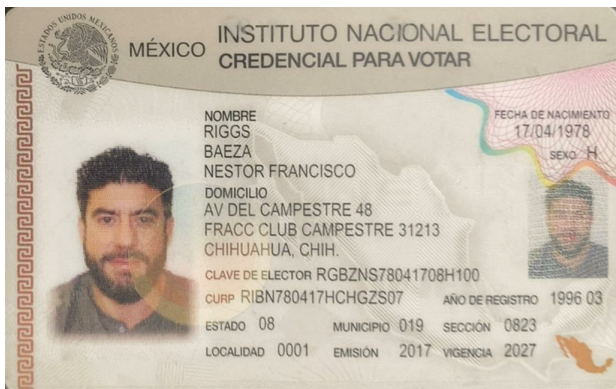 ESTADOS UNIDOS MEXICANOS
MÉXICO INSTITUTO NACIONAL ELECTORAL
CREDENCIAL PARA VOTAR
NOMBRE
RIGGS
BAEZA
NESTOR FRANCISCO
FECHA DE NACIMIENTO
17/04/1978
SEXO H
DOMICILIO
AV DEL CAMPESTRE 48
FRACC CLUB CAMPESTRE 31213
CHIHUAHUA, CHIH.
CLAVE DE ELECTOR RGBZNS78041708H100
CURP RIBN780417HCHGZS07 AÑO DE REGISTRO 1996 03
ESTADO 08 MUNICIPIO 019 SECCIÓN 0823
LOCALIDAD 0001 EMISIÓN 2017 VIGENCIA 2027